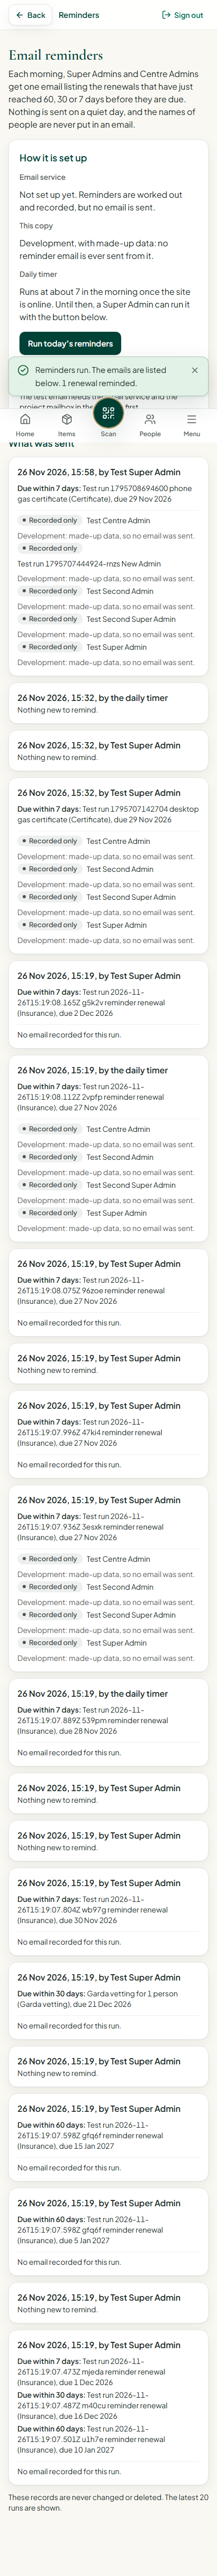 Back
Reminders
Sign out
Email reminders
Each morning, Super Admins and Centre Admins
get one email listing the renewals that have just
reached 60, 30 or 7 days before they are due.
Nothing is sent on a quiet day, and the names of
people are never put in an email.
How it is set up
Email service
Not set up yet. Reminders are worked out
and recorded, but no email is sent.
This copy
Development, with made-up data: no
reminder email is ever sent from it.
Daily timer
Runs at about 7 in the morning once the site
is online. Until then, a Super Admin can run it
with the button below.
Run today's reminders
Reminders run. The emails are listed
below. 1 renewal reminded.
Home
Items
Scan
People
Menu
What was sent
26 Nov 2026, 15:58, by Test Super Admin
Due within 7 days: Test run 1795708694600 phone
gas certificate (Certificate), due 29 Nov 2026
Recorded only Test Centre Admin
Development: made-up data, so no email was sent.
Recorded only
Test run 1795707444924-rnzs New Admin
Development: made-up data, so no email was sent.
Recorded only Test Second Admin
Development: made-up data, so no email was sent.
Recorded only Test Second Super Admin
Development: made-up data, so no email was sent.
Recorded only Test Super Admin
Development: made-up data, so no email was sent.
26 Nov 2026, 15:32, by the daily timer
Nothing new to remind.
26 Nov 2026, 15:32, by Test Super Admin
Nothing new to remind.
26 Nov 2026, 15:32, by Test Super Admin
Due within 7 days: Test run 1795707142704 desktop
gas certificate (Certificate), due 29 Nov 2026
Recorded only Test Centre Admin
Development: made-up data, so no email was sent.
Recorded only Test Second Admin
Development: made-up data, so no email was sent.
Recorded only Test Second Super Admin
Development: made-up data, so no email was sent.
Recorded only Test Super Admin
Development: made-up data, so no email was sent.
26 Nov 2026, 15:19, by Test Super Admin
Due within 7 days: Test run 2026-11-
26T15:19:08.165Z g5k2v reminder renewal
(Insurance), due 2 Dec 2026
No email recorded for this run.
26 Nov 2026, 15:19, by the daily timer
Due within 7 days: Test run 2026-11-
26T15:19:08.112Z 2vpfp reminder renewal
(Insurance), due 27 Nov 2026
Recorded only Test Centre Admin
Development: made-up data, so no email was sent.
Recorded only Test Second Admin
Development: made-up data, so no email was sent.
Recorded only Test Second Super Admin
Development: made-up data, so no email was sent.
Recorded only Test Super Admin
Development: made-up data, so no email was sent.
26 Nov 2026, 15:19, by Test Super Admin
Due within 7 days: Test run 2026-11-
26T15:19:08.075Z 96zoe reminder renewal
(Insurance), due 27 Nov 2026
No email recorded for this run.
26 Nov 2026, 15:19, by Test Super Admin
Nothing new to remind.
26 Nov 2026, 15:19, by Test Super Admin
Due within 7 days: Test run 2026-11-
26T15:19:07.996Z 47ki4 reminder renewal
(Insurance), due 27 Nov 2026
No email recorded for this run.
26 Nov 2026, 15:19, by Test Super Admin
Due within 7 days: Test run 2026-11-
26T15:19:07.936Z 3esxk reminder renewal
(Insurance), due 27 Nov 2026
Recorded only Test Centre Admin
Development: made-up data, so no email was sent.
Recorded only Test Second Admin
Development: made-up data, so no email was sent.
Recorded only Test Second Super Admin
Development: made-up data, so no email was sent.
Recorded only Test Super Admin
Development: made-up data, so no email was sent.
26 Nov 2026, 15:19, by the daily timer
Due within 7 days: Test run 2026-11-
26T15:19:07.889Z 539pm reminder renewal
(Insurance), due 28 Nov 2026
No email recorded for this run.
26 Nov 2026, 15:19, by Test Super Admin
Nothing new to remind.
26 Nov 2026, 15:19, by Test Super Admin
Nothing new to remind.
26 Nov 2026, 15:19, by Test Super Admin
Due within 7 days: Test run 2026-11-
26T15:19:07.804Z wb97g reminder renewal
(Insurance), due 30 Nov 2026
No email recorded for this run.
26 Nov 2026, 15:19, by Test Super Admin
Due within 30 days: Garda vetting for 1 person
(Garda vetting), due 21 Dec 2026
No email recorded for this run.
26 Nov 2026, 15:19, by Test Super Admin
Nothing new to remind.
26 Nov 2026, 15:19, by Test Super Admin
Due within 60 days: Test run 2026-11-
26T15:19:07.598Z gfq6f reminder renewal
(Insurance), due 15 Jan 2027
No email recorded for this run.
26 Nov 2026, 15:19, by Test Super Admin
Due within 60 days: Test run 2026-11-
26T15:19:07.598Z gfq6f reminder renewal
(Insurance), due 5 Jan 2027
No email recorded for this run.
26 Nov 2026, 15:19, by Test Super Admin
Nothing new to remind.
26 Nov 2026, 15:19, by Test Super Admin
Due within 7 days: Test run 2026-11-
26T15:19:07.473Z mjeda reminder renewal
(Insurance), due 1 Dec 2026
Due within 30 days: Test run 2026-11-
26T15:19:07.487Z m40cu reminder renewal
(Insurance), due 16 Dec 2026
Due within 60 days: Test run 2026-11-
26T15:19:07.501Z u1h7e reminder renewal
(Insurance), due 10 Jan 2027
No email recorded for this run.
These records are never changed or deleted. The latest 20
runs are shown.